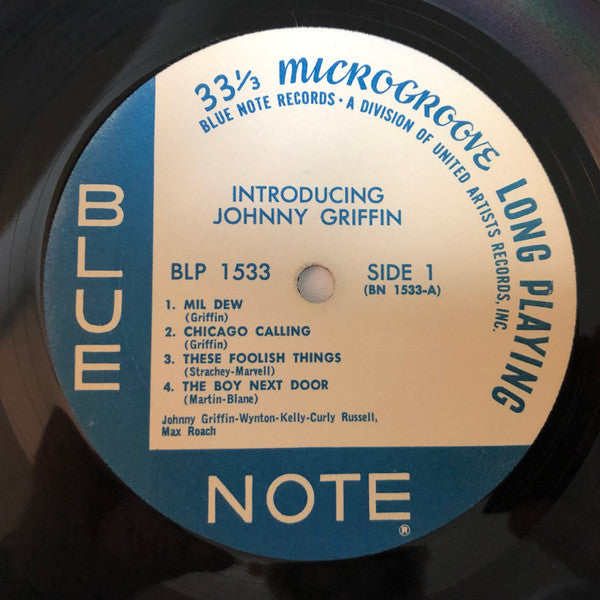 33⅓ MICROGROOVE LONG PLAYING
BLUE NOTE RECORDS • A DIVISION OF UNITED ARTISTS RECORDS, INC.
INTRODUCING
JOHNNY GRIFFIN
BLP 1533
SIDE 1
(BN 1533-A)
1. MIL DEW
(Griffin)
2. CHICAGO CALLING
(Griffin)
3. THESE FOOLISH THINGS
(Strachey-Marvell)
4. THE BOY NEXT DOOR
(Martin-Blane)
Johnny Griffin-Wynton-Kelly-Curly Russell,
Max Roach
BLUE
NOTE®